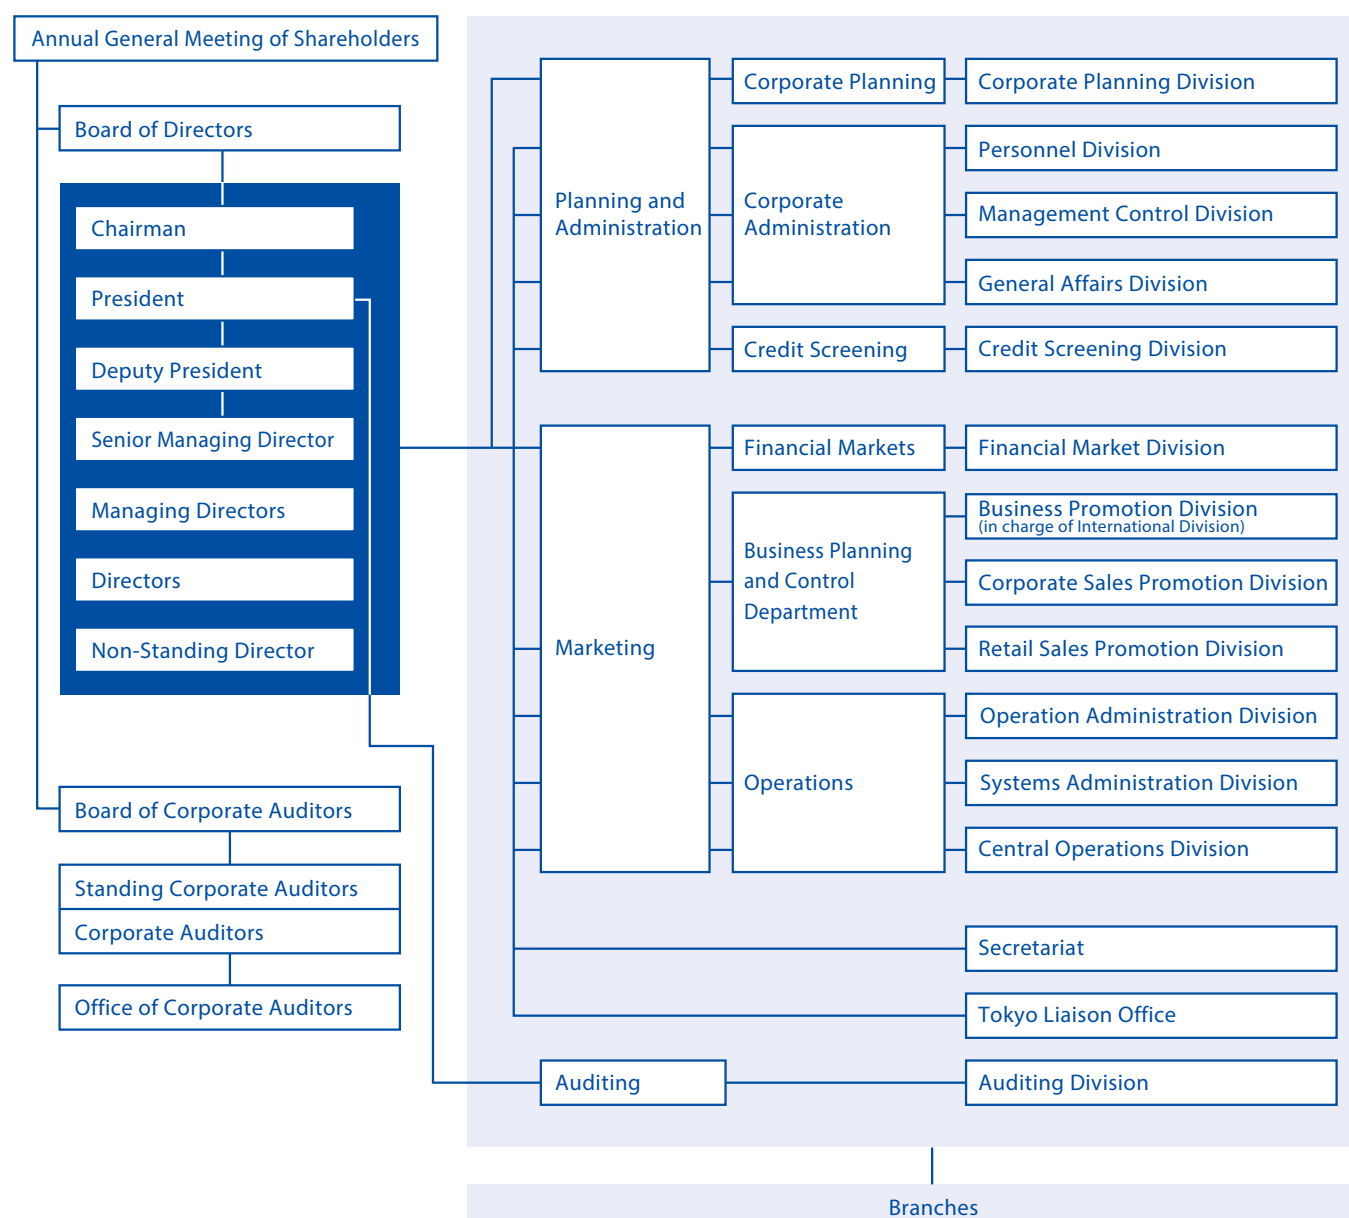 Annual General Meeting of Shareholders
Board of Directors
Chairman
President
Deputy President
Senior Managing Director
Managing Directors
Directors
Non-Standing Director
Board of Corporate Auditors
Standing Corporate Auditors
Corporate Auditors
Office of Corporate Auditors
Planning and
Administration
Corporate Planning
Corporate Planning Division
Corporate
Administration
Personnel Division
Management Control Division
General Affairs Division
Credit Screening
Credit Screening Division
Marketing
Financial Markets
Financial Market Division
Business Planning
and Control
Department
Business Promotion Division
(in charge of International Division)
Corporate Sales Promotion Division
Retail Sales Promotion Division
Operations
Operation Administration Division
Systems Administration Division
Central Operations Division
Secretariat
Tokyo Liaison Office
Auditing
Auditing Division
Branches